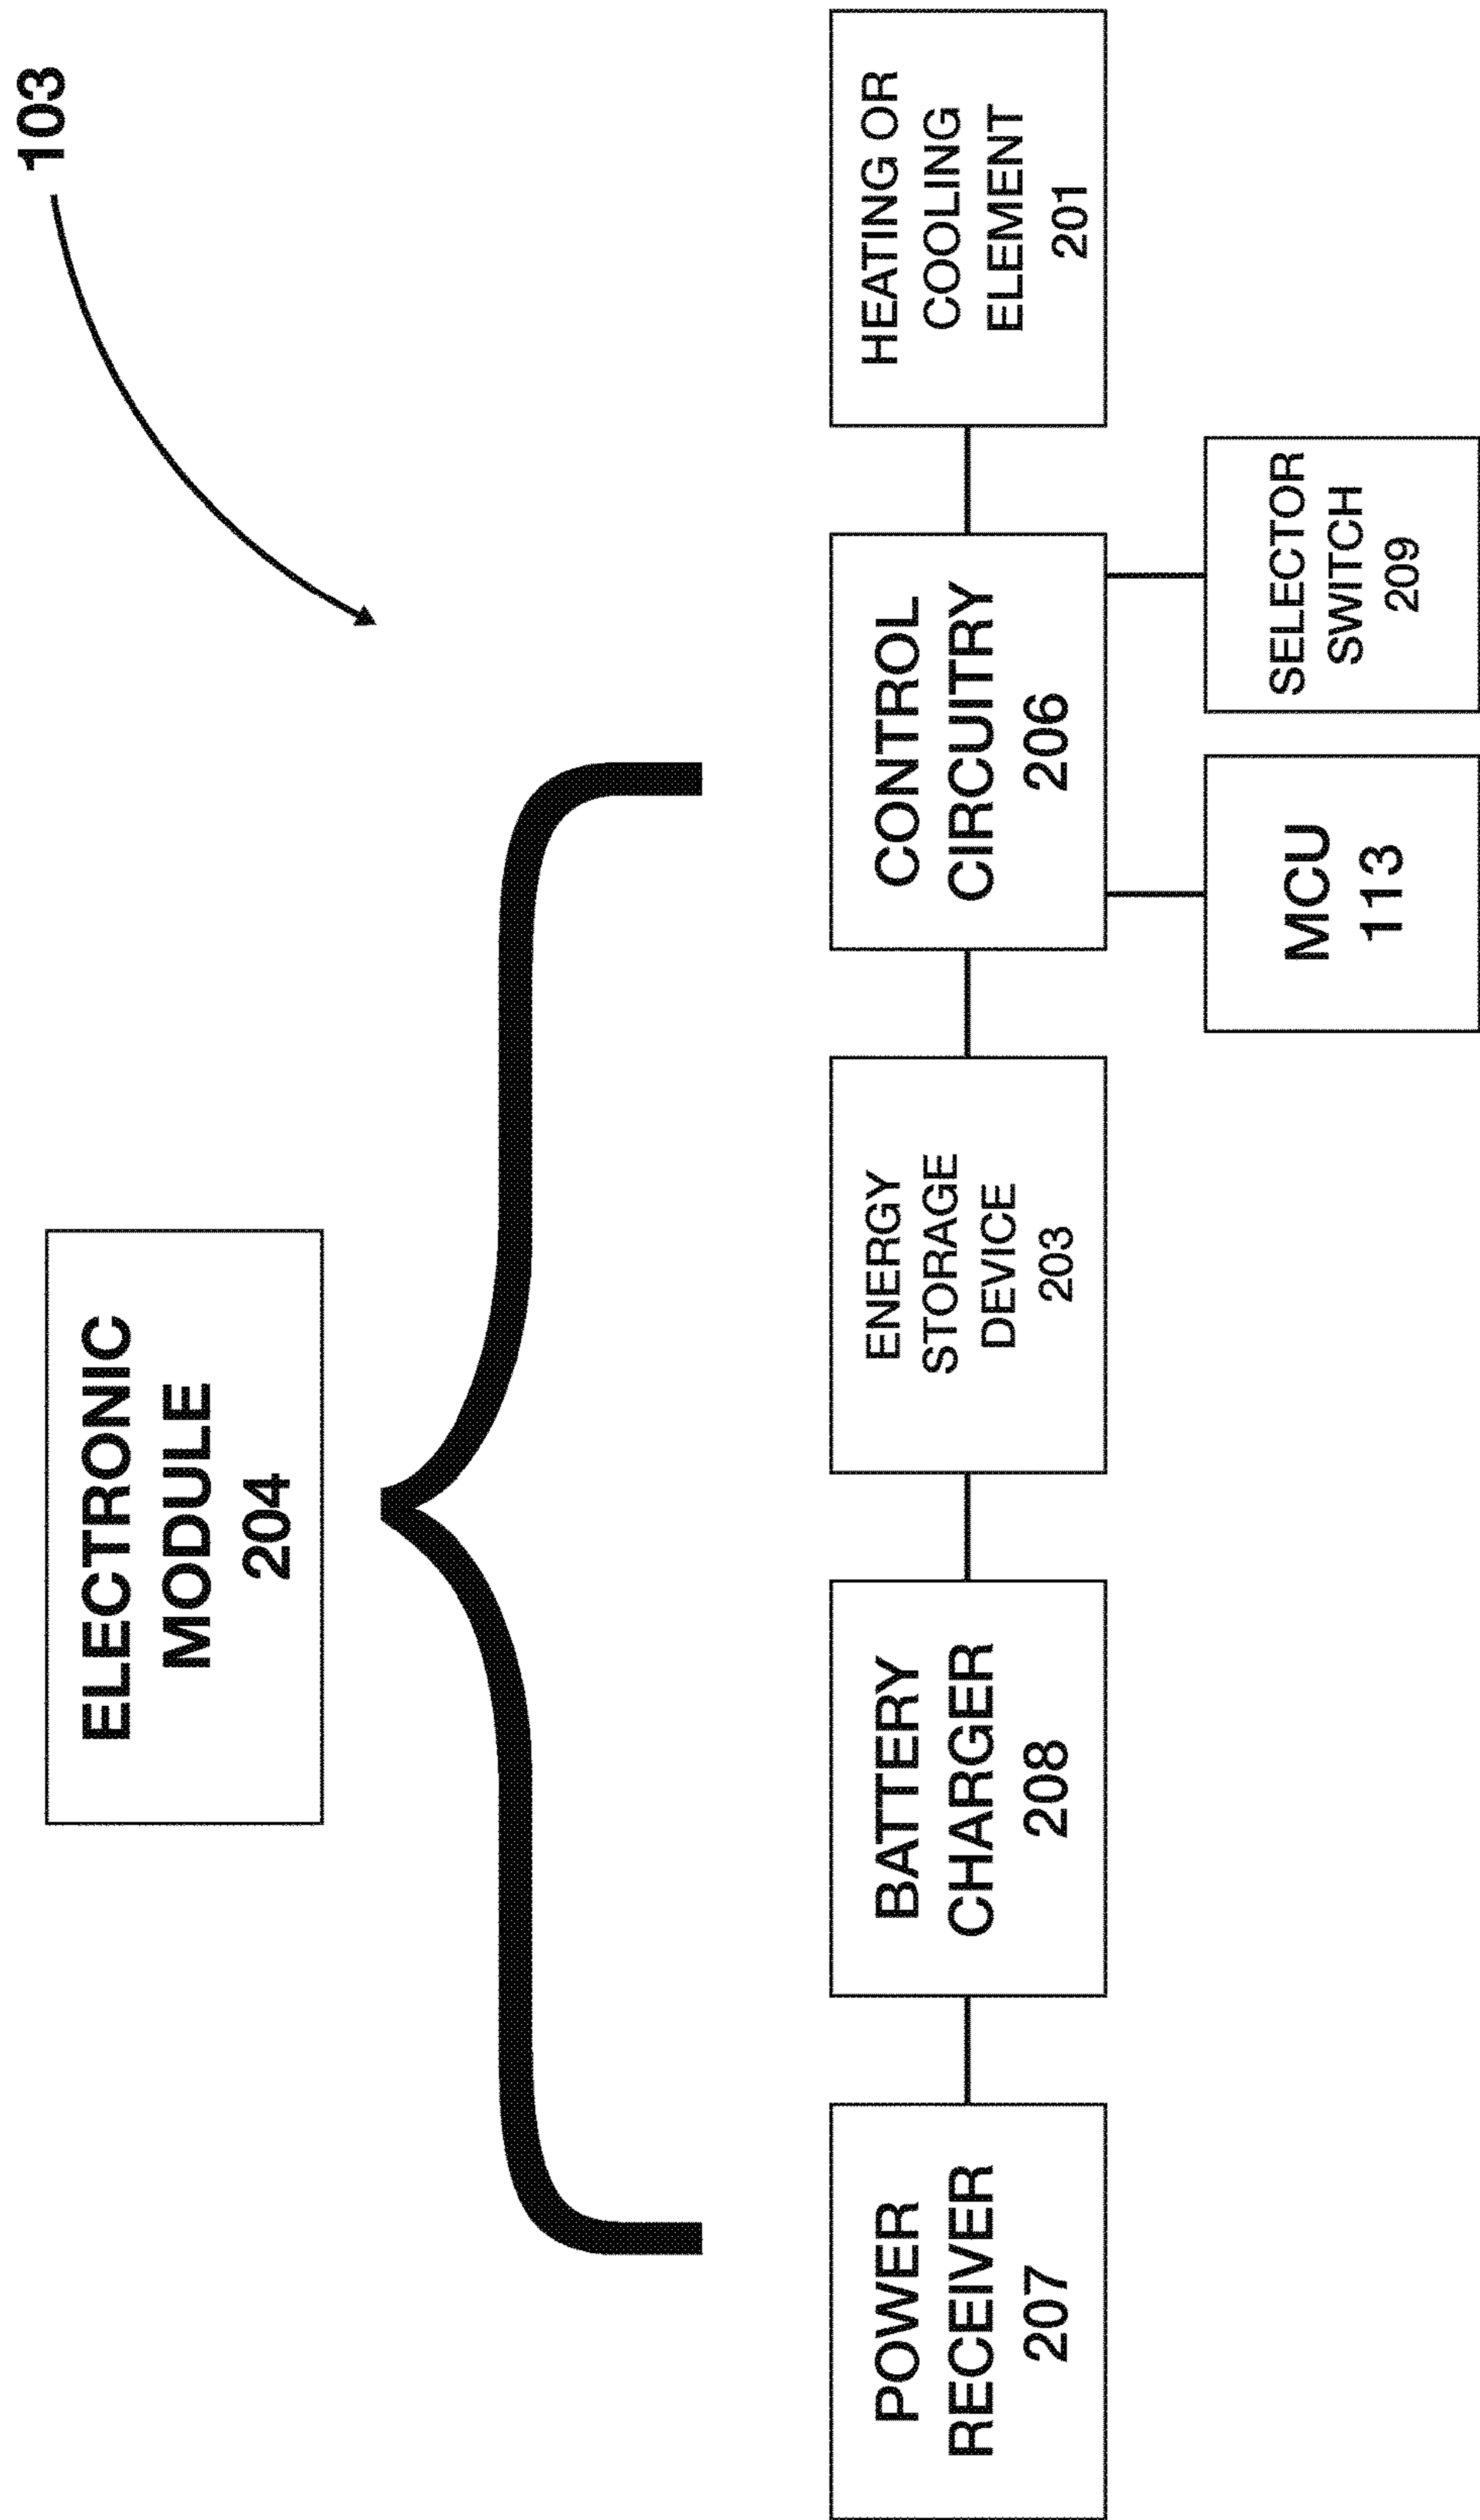 103
ELECTRONIC
MODULE
204
POWER
RECEIVER
207
BATTERY
CHARGER
208
ENERGY
STORAGE
DEVICE
203
CONTROL
CIRCUITRY
206
HEATING OR
COOLING
ELEMENT
201
MCU
113
SELECTOR
SWITCH
209